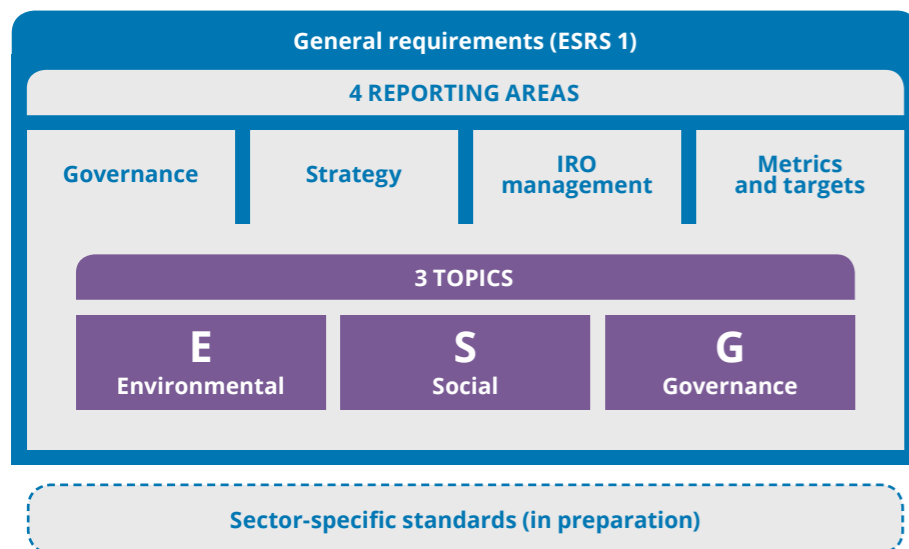 General requirements (ESRS 1)
4 REPORTING AREAS
Governance
Strategy
IRO
management
Metrics
and targets
3 TOPICS
E
Environmental
S
Social
G
Governance
Sector-specific standards (in preparation)